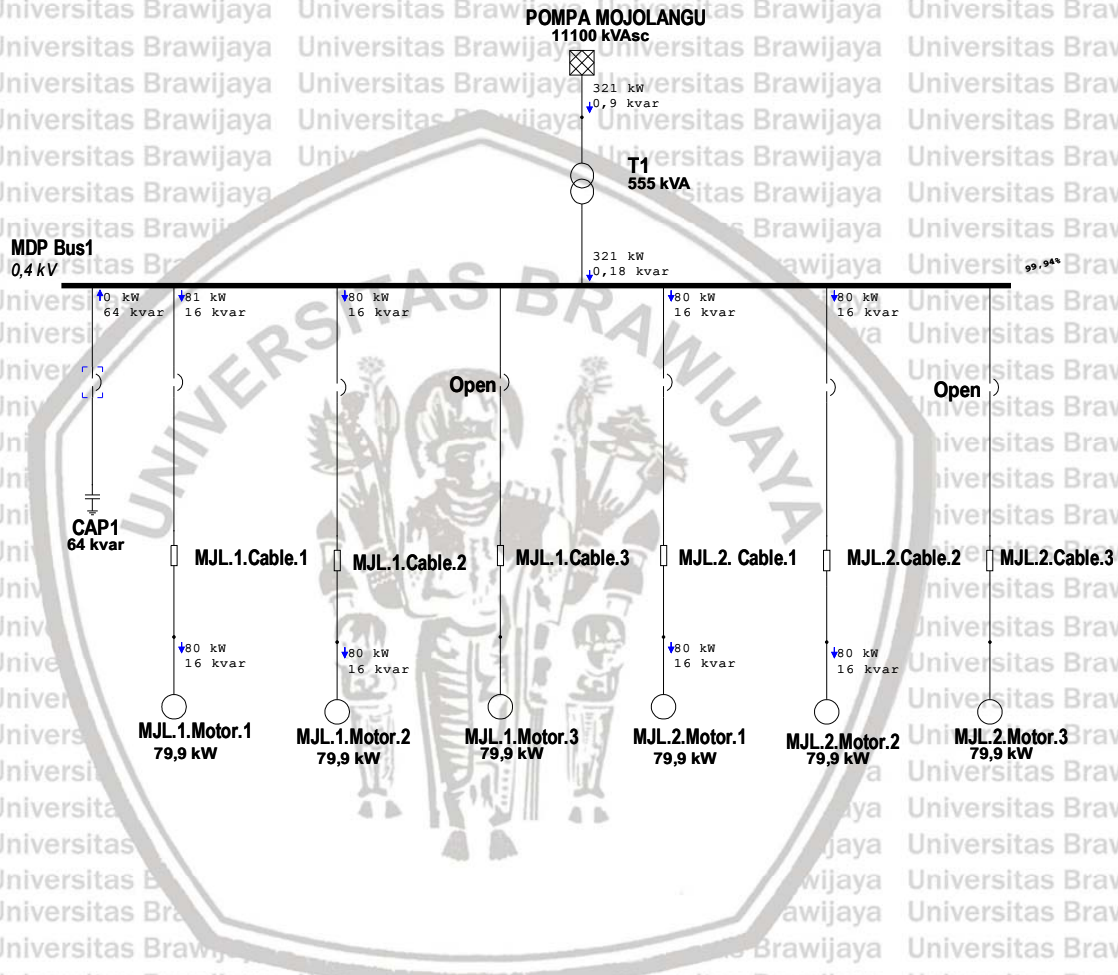 POMPA MOJOLANGU
11100 kVAsc
321 kW
0,9 kvar
T1
555 kVA
MDP Bus1
0,4 kV
321 kW
0,18 kvar
99,94%
0 kW
64 kvar
81 kW
16 kvar
80 kW
16 kvar
80 kW
16 kvar
80 kW
16 kvar
Open
Open
CAP1
64 kvar
MJL.1.Cable.1
MJL.1.Cable.2
MJL.1.Cable.3
MJL.2. Cable.1
MJL.2.Cable.2
MJL.2.Cable.3
80 kW
16 kvar
80 kW
16 kvar
80 kW
16 kvar
80 kW
16 kvar
MJL.1.Motor.1
79,9 kW
MJL.1.Motor.2
79,9 kW
MJL.1.Motor.3
79,9 kW
MJL.2.Motor.1
79,9 kW
MJL.2.Motor.2
79,9 kW
MJL.2.Motor.3
79,9 kW
UNIVERSITAS BRAWIJAYA
Universitas Brawijaya